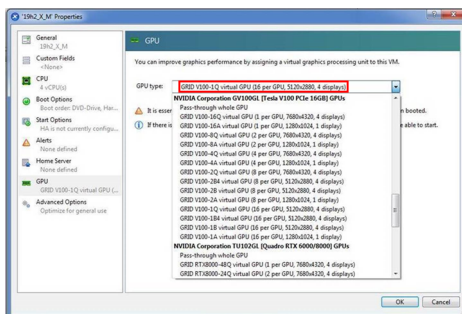 '19h2_X_M' Properties
General
19h2_X_M
Custom Fields
<None>
CPU
4 vCPU(s)
Boot Options
Boot order: DVD-Drive, Har...
Start Options
HA is not currently configu...
Alerts
None defined
Home Server
None defined
GPU
GRID V100-1Q virtual GPU (...
Advanced Options
Optimize for general use
GPU
You can improve graphics performance by assigning a virtual graphics processing unit to this VM.
GPU type:
GRID V100-1Q virtual GPU (16 per GPU, 5120x2880, 4 displays)
NVIDIA Corporation GV100GL [Tesla V100 PCIe 16GB] GPUs
Pass-through whole GPU
GRID V100-16Q virtual GPU (1 per GPU, 7680x4320, 4 displays)
GRID V100-16A virtual GPU (1 per GPU, 1280x1024, 1 display)
GRID V100-8Q virtual GPU (2 per GPU, 7680x4320, 4 displays)
GRID V100-8A virtual GPU (2 per GPU, 1280x1024, 1 display)
GRID V100-4Q virtual GPU (4 per GPU, 7680x4320, 4 displays)
GRID V100-4A virtual GPU (4 per GPU, 1280x1024, 1 display)
GRID V100-2Q virtual GPU (8 per GPU, 7680x4320, 4 displays)
GRID V100-2B4 virtual GPU (8 per GPU, 5120x2880, 4 displays)
GRID V100-2B virtual GPU (8 per GPU, 5120x2880, 4 displays)
GRID V100-2A virtual GPU (8 per GPU, 1280x1024, 1 display)
GRID V100-1Q virtual GPU (16 per GPU, 5120x2880, 4 displays)
GRID V100-1B4 virtual GPU (16 per GPU, 5120x2880, 4 displays)
GRID V100-1B virtual GPU (16 per GPU, 5120x2880, 4 displays)
GRID V100-1A virtual GPU (16 per GPU, 1280x1024, 1 display)
NVIDIA Corporation TU102GL [Quadro RTX 6000/8000] GPUs
Pass-through whole GPU
GRID RTX8000-48Q virtual GPU (1 per GPU, 7680x4320, 4 displays)
GRID RTX8000-24Q virtual GPU (2 per GPU, 7680x4320, 4 displays)
It is esser
n booted.
If there is
e able to start.
OK
Cancel